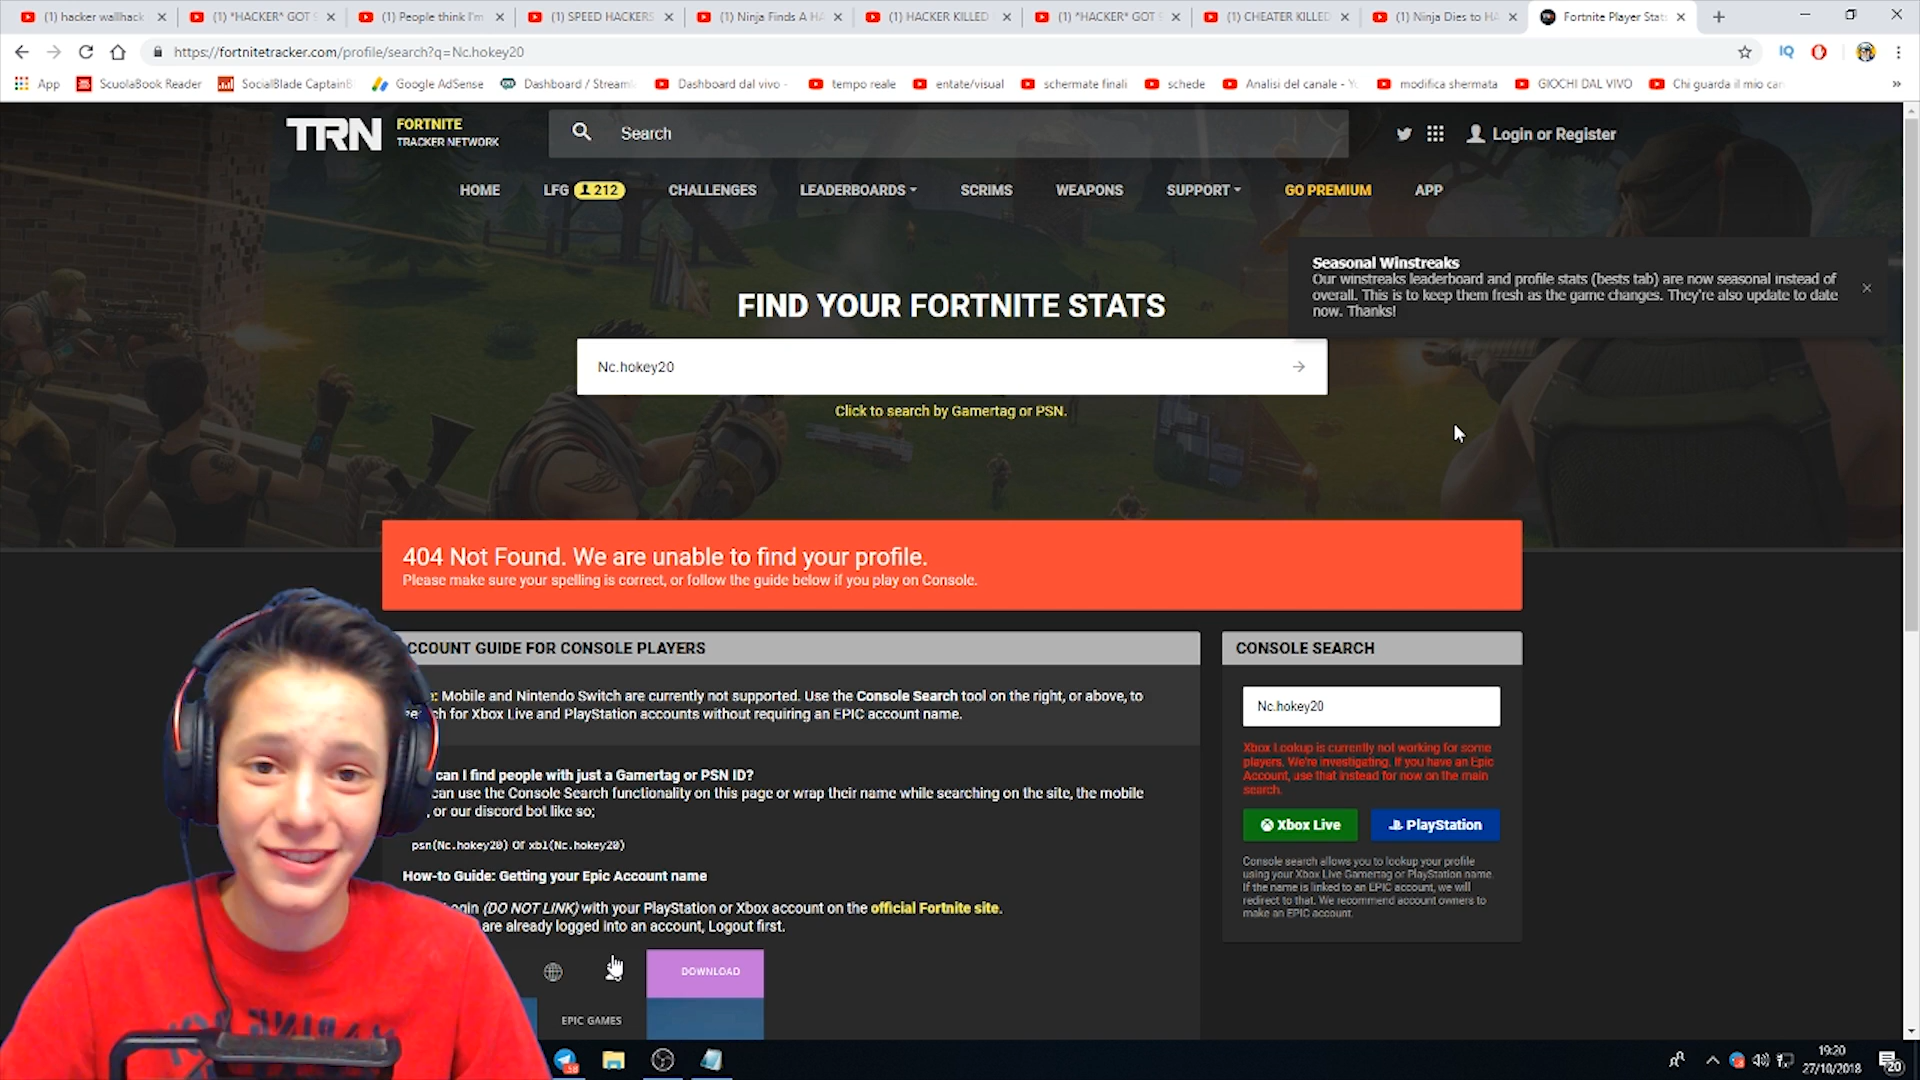 (1) hacker wallhack
(1) *HACKER* GOT
(1) People think I'm
(1) SPEED HACKERS
(1) Ninja Finds A HA
(1) HACKER KILLED
(1) *HACKER* GOT
(1) CHEATER KILLED
(1) Ninja Dies to HA
Fortnite Player Stat
https://fortnitetracker.com/profile/search?q=Nc.hokey20
App
ScuolaBook Reader
SocialBlade Captain
Google AdSense
Dashboard / Streami
Dashboard dal vivo -
tempo reale
entate/visual
schermate finali
schede
Analisi del canale -
modifica shermata
GIOCHI DAL VIVO
Chi guarda il mio can
TRN FORTNITE
TRACKER NETWORK
Search
Login or Register
HOME
LFG 212
CHALLENGES
LEADERBOARDS
SCRIMS
WEAPONS
SUPPORT
GO PREMIUM
APP
Seasonal Winstreaks
Our winstreaks leaderboard and profile stats (bests tab) are now seasonal instead of
overall. This is to keep them fresh as the game changes. They're also update to date
now. Thanks!
FIND YOUR FORTNITE STATS
Nc.hokey20
Click to search by Gamertag or PSN.
404 Not Found. We are unable to find your profile.
Please make sure your spelling is correct, or follow the guide below if you play on Console.
CCOUNT GUIDE FOR CONSOLE PLAYERS
e: Mobile and Nintendo Switch are currently not supported. Use the Console Search tool on the right, or above, to
ch for Xbox Live and PlayStation accounts without requiring an EPIC account name.
can I find people with just a Gamertag or PSN ID?
can use the Console Search functionality on this page or wrap their name while searching on the site, the mobile
, or our discord bot like so;
psn(Nc.hokey20) or xbl(Nc.hokey20)
How-to Guide: Getting your Epic Account name
ogin (DO NOT LINK) with your PlayStation or Xbox account on the official Fortnite site.
are already logged into an account, Logout first.
DOWNLOAD
EPIC GAMES
CONSOLE SEARCH
Nc.hokey20
Xbox Lookup is currently not working for some
players. We're investigating. If you have an Epic
Account, use that instead for now on the main
search.
Xbox Live
PlayStation
Console search allows you to lookup your profile
using your Xbox Live Gamertag or PlayStation name.
If the name is linked to an EPIC account, we will
redirect to that. We recommend account owners to
make an EPIC account.
19:20
27/10/2018
20